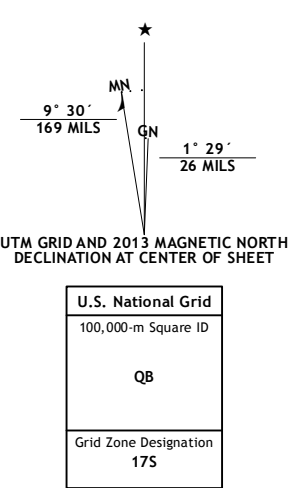 ★
MN
GN
9° 30´
169 MILS
1° 29´
26 MILS
UTM GRID AND 2013 MAGNETIC NORTH
DECLINATION AT CENTER OF SHEET
U.S. National Grid
100,000-m Square ID
QB
Grid Zone Designation
17S